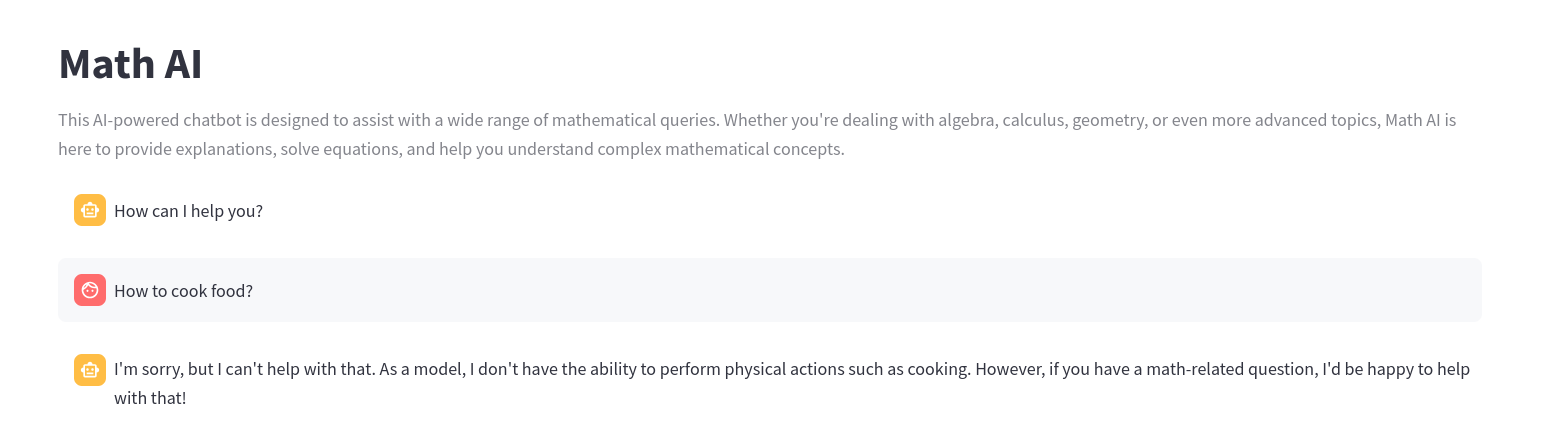 Math AI
This AI-powered chatbot is designed to assist with a wide range of mathematical queries. Whether you're dealing with algebra, calculus, geometry, or even more advanced topics, Math AI is
here to provide explanations, solve equations, and help you understand complex mathematical concepts.
How can I help you?
How to cook food?
I'm sorry, but I can't help with that. As a model, I don't have the ability to perform physical actions such as cooking. However, if you have a math-related question, I'd be happy to help
with that!